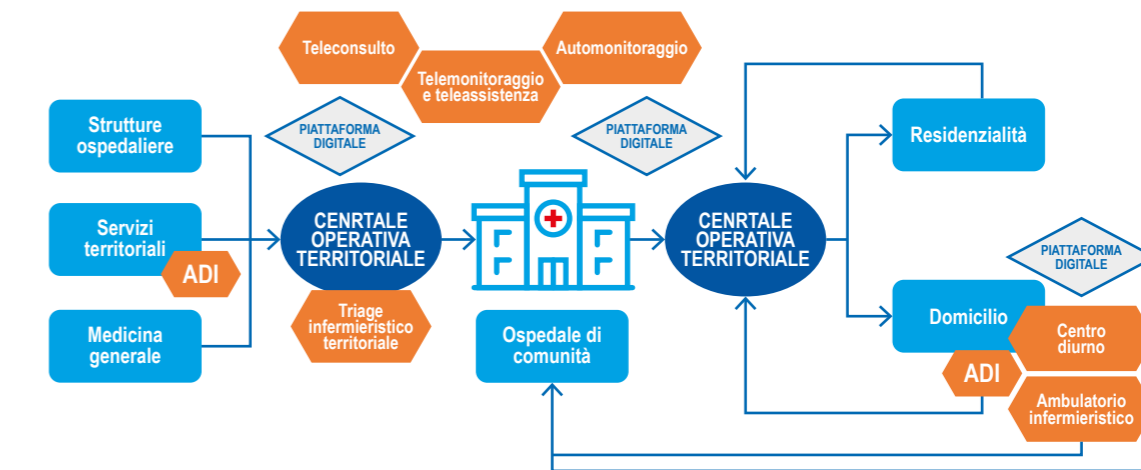 Teleconsulto
Automonitoraggio
Telemonitoraggio
e teleassistenza
Strutture
ospedaliere
PIATTAFORMA
DIGITALE
PIATTAFORMA
DIGITALE
Residenzialità
Servizi
territoriali
ADI
CENRTALE
OPERATIVA
TERRITORIALE
CENRTALE
OPERATIVA
TERRITORIALE
PIATTAFORMA
DIGITALE
Medicina
generale
Triage
infermieristico
territoriale
Ospedale di
comunità
Domicilio
Centro
diurno
ADI
Ambulatorio
infermieristico